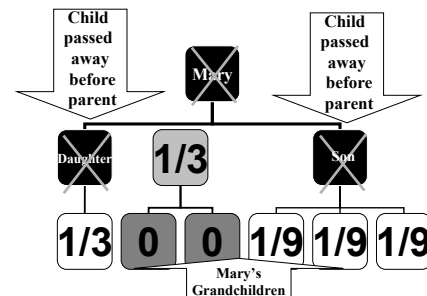 Child
passed
away
before
parent
Mary
Child
passed
away
before
parent
Daughter
1/3
Son
1/3
0
0
1/9
1/9
1/9
Mary's
Grandchildren